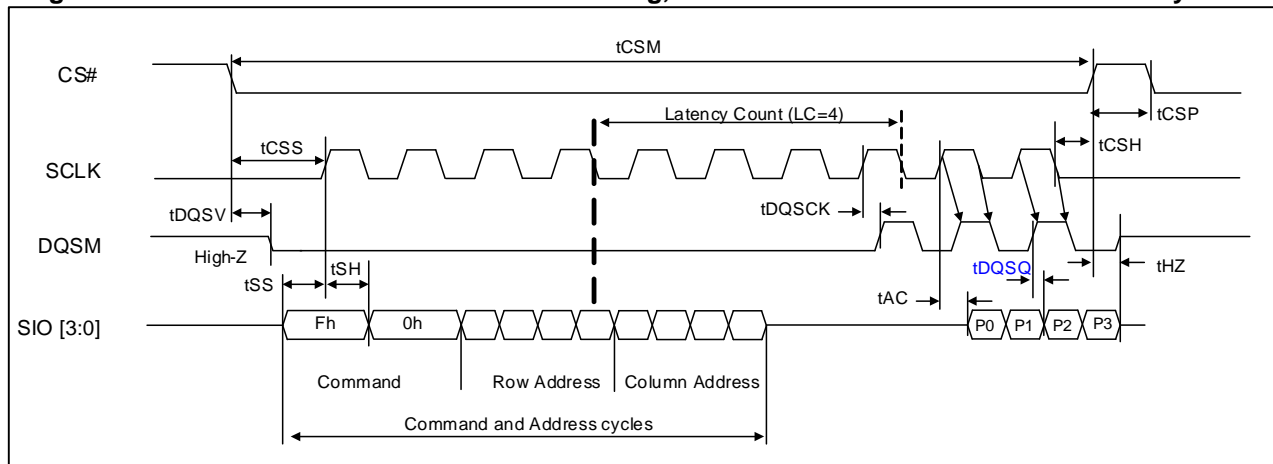 tCSM
CS#
Latency Count (LC=4)
tCSP
tCSS
tCSH
SCLK
tDQSV
tDQSCK
DQSM
High-Z
tSS
tSH
tDQSQ
tHZ
tAC
SIO [3:0]
Fh
0h
P0
P1
P2
P3
Command
Row Address
Column Address
Command and Address cycles